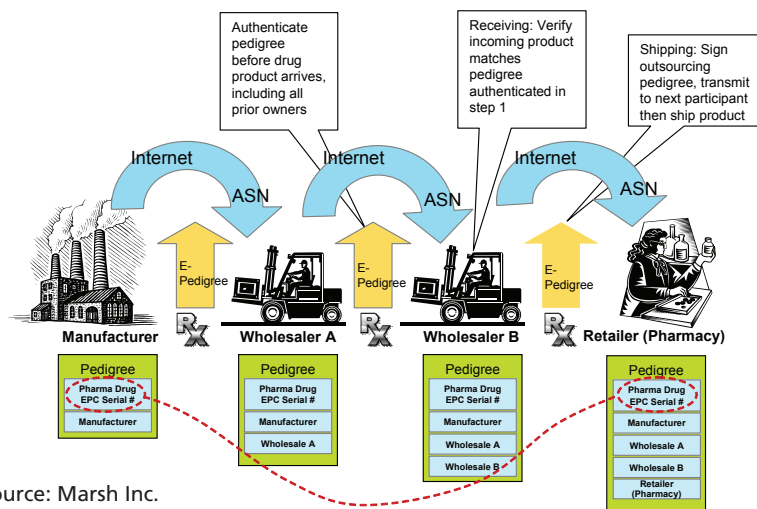 Authenticate
pedigree
before drug
product arrives,
including all
prior owners
Receiving: Verify
incoming product
matches
pedigree
authenticated in
step 1
Shipping: Sign
outsourcing
pedigree, transmit
to next participant
then ship product
Internet
ASN
Internet
ASN
Internet
ASN
E-
Pedigree
E-
Pedigree
E-
Pedigree
Rx
Rx
Rx
Manufacturer
Wholesaler A
Wholesaler B
Retailer (Pharmacy)
Pedigree
Pharma Drug
EPC Serial #
Manufacturer
Pedigree
Pharma Drug
EPC Serial #
Manufacturer
Wholesale A
Pedigree
Pharma Drug
EPC Serial #
Manufacturer
Wholesale A
Wholesale B
Pedigree
Pharma Drug
EPC Serial #
Manufacturer
Wholesale A
Wholesale B
Retailer
(Pharmacy)
ource: Marsh Inc.